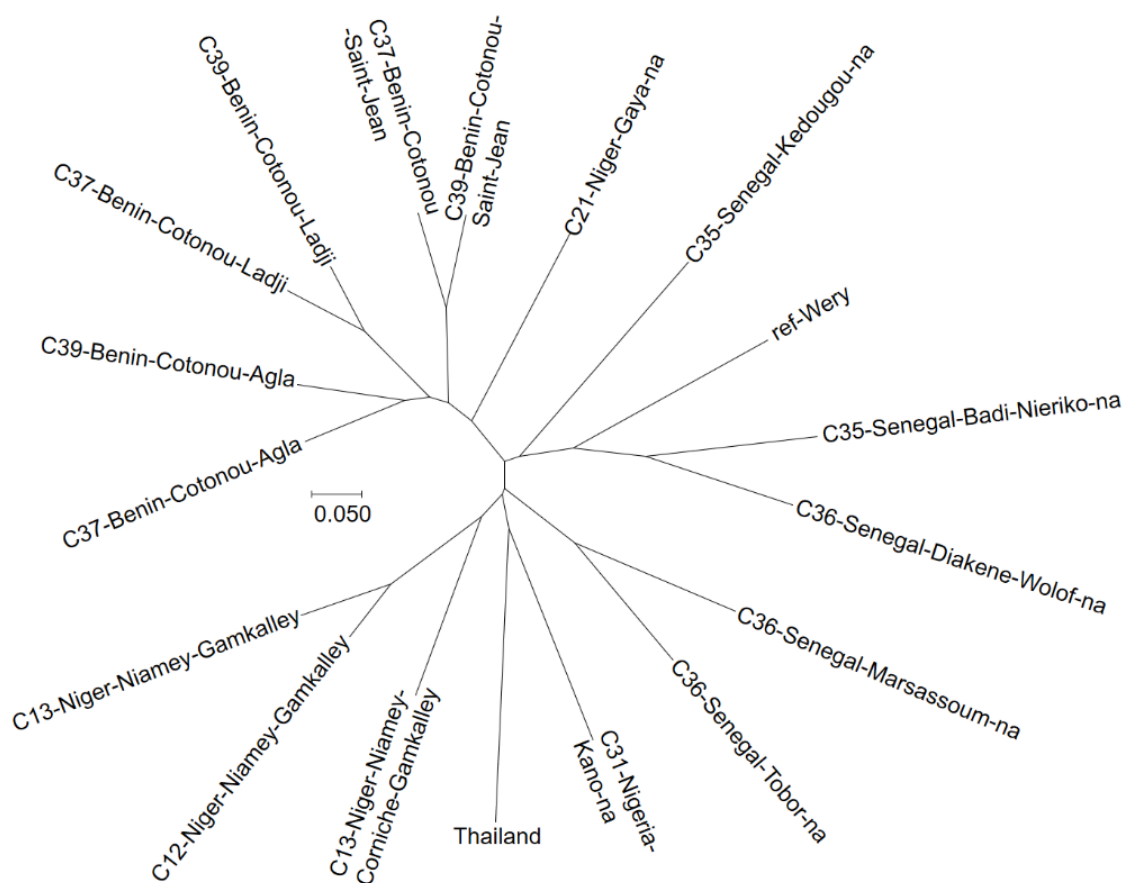 C39-Benin-Cotonou-Ladji
C37-Benin-Cotonou
-Saint-Jean
C39-Benin-Cotonou-
Saint-Jean
C21-Niger-Gaya-na
C35-Senegal-Kedougou-na
ref-Wery
C35-Senegal-Badi-Nieriko-na
C36-Senegal-Diakene-Wolof-na
C36-Senegal-Marsassoum-na
C36-Senegal-Tobor-na
C31-Nigeria-
Kano-na
Thailand
C13-Niger-Niamey-
Corniche-Gamkalley
C12-Niger-Niamey-Gamkalley
C13-Niger-Niamey-Gamkalley
C37-Benin-Cotonou-Agla
C39-Benin-Cotonou-Agla
C37-Benin-Cotonou-Ladji
0.050